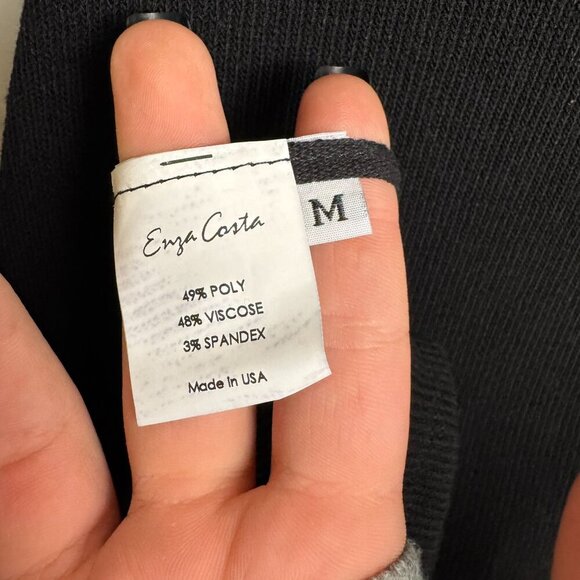 Enza Costa
M
49% POLY
48% VISCOSE
3% SPANDEX
Made in USA